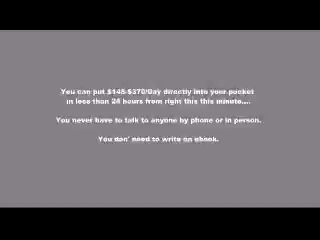 You can put $148-$370/Day directly into your pocket
in less than 24 hours from right this this minute....
You never have to talk to anyone by phone or in person.
You don' need to write an ebook.